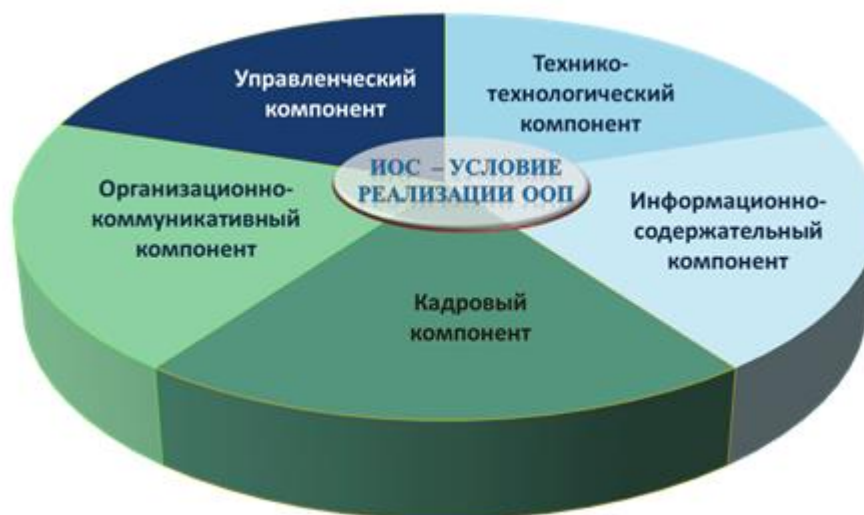 Управленческий
компонент
Технико-
технологический
компонент
ИОС – УСЛОВИЕ
РЕАЛИЗАЦИИ ООП
Организационно-
коммуникативный
компонент
Информационно-
содержательный
компонент
Кадровый
компонент